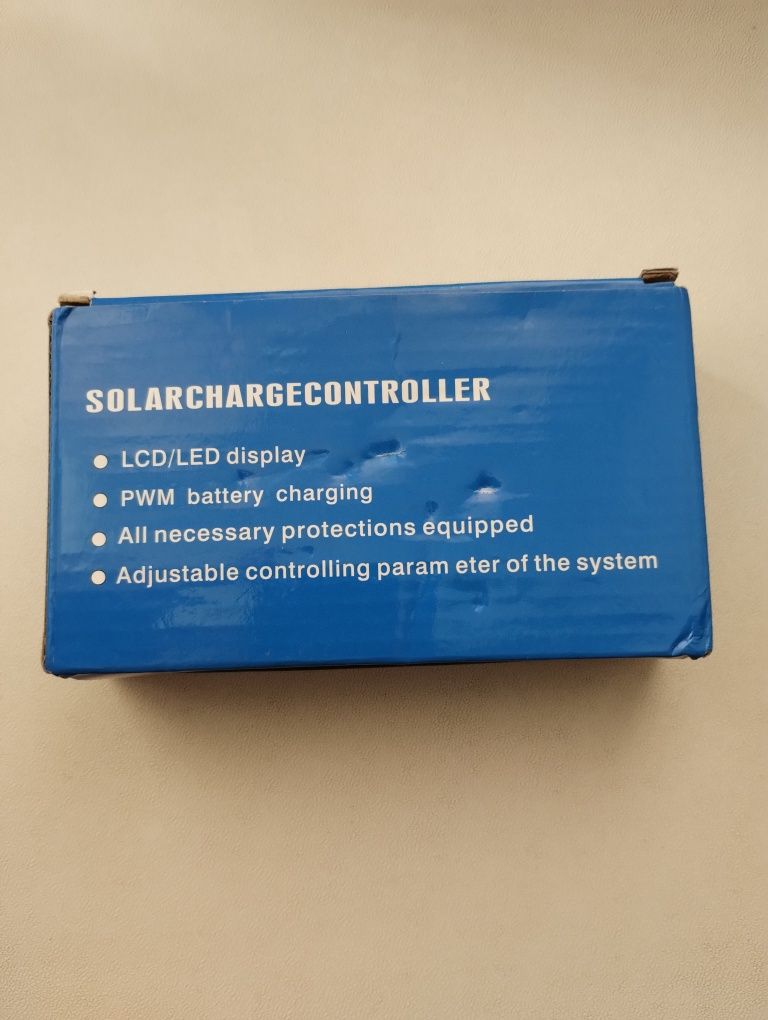 SOLARCHARGECONTROLLER
● LCD/LED display
● PWM battery charging
● All necessary protections equipped
● Adjustable controlling param eter of the system